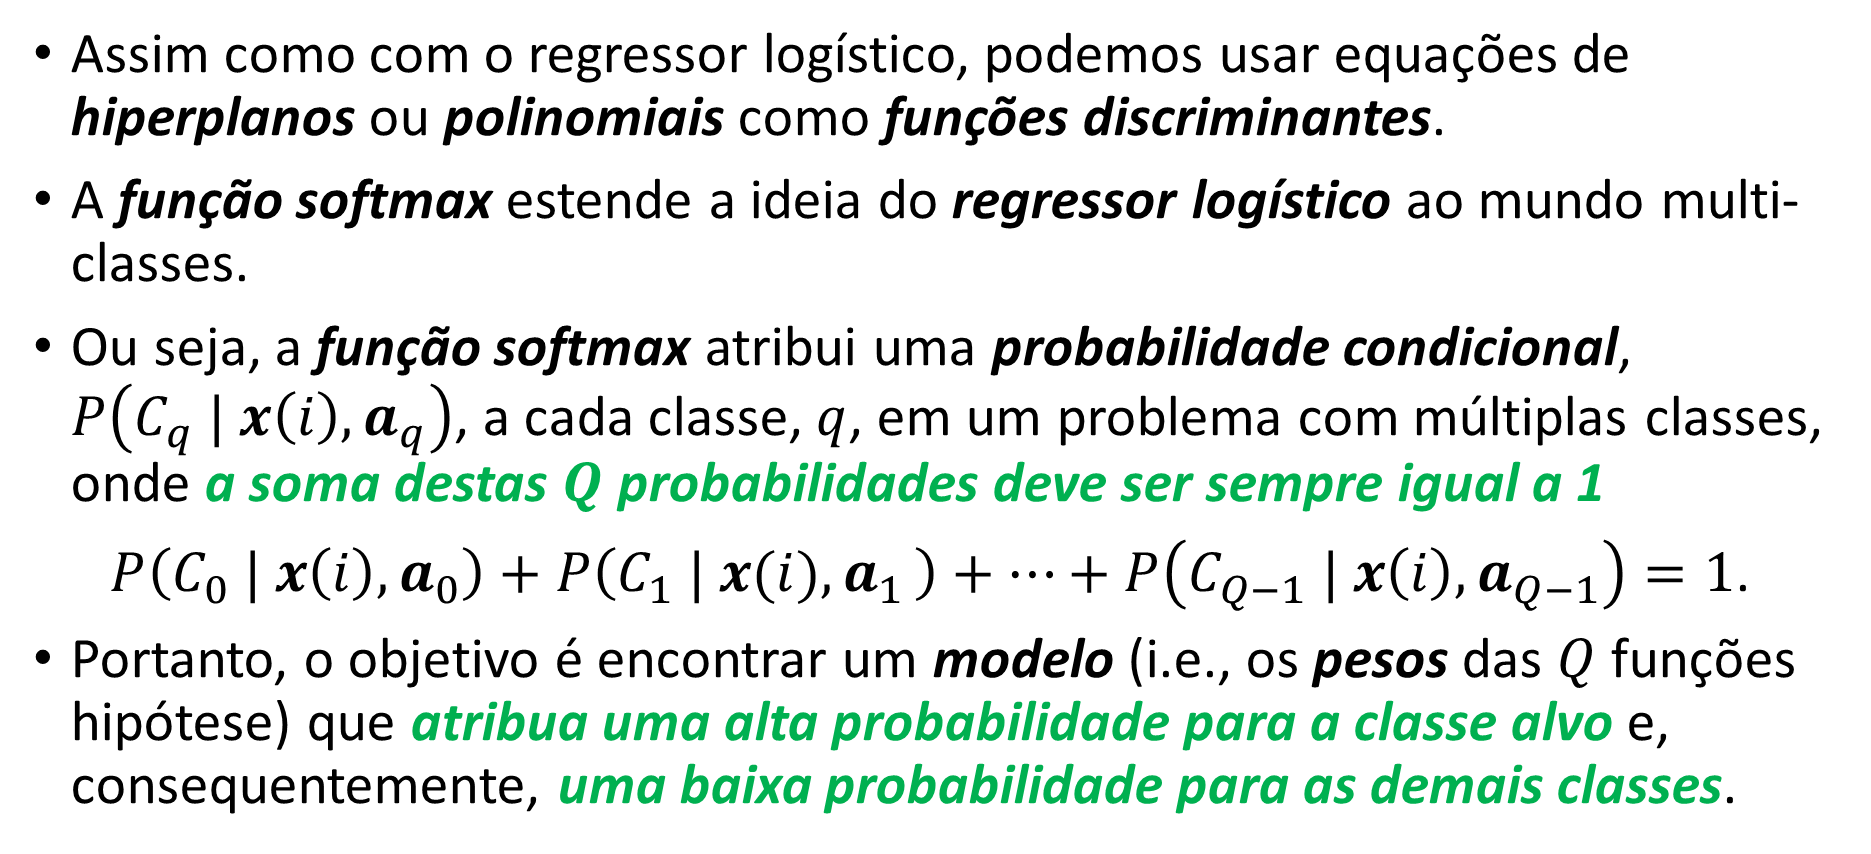 • Assim como com o regressor logístico, podemos usar equações de
hiperplanos ou polinomiais como funções discriminantes.
• A função softmax estende a ideia do regressor logístico ao mundo multi-
classes.
• Ou seja, a função softmax atribui uma probabilidade condicional,
P(C_q | x(i), a_q), a cada classe, q, em um problema com múltiplas classes,
onde a soma destas Q probabilidades deve ser sempre igual a 1
P(C_0 | x(i), a_0) + P(C_1 | x(i), a_1 ) + ⋯ + P(C_{Q−1} | x(i), a_{Q−1}) = 1.
• Portanto, o objetivo é encontrar um modelo (i.e., os pesos das Q funções
hipótese) que atribua uma alta probabilidade para a classe alvo e,
consequentemente, uma baixa probabilidade para as demais classes.